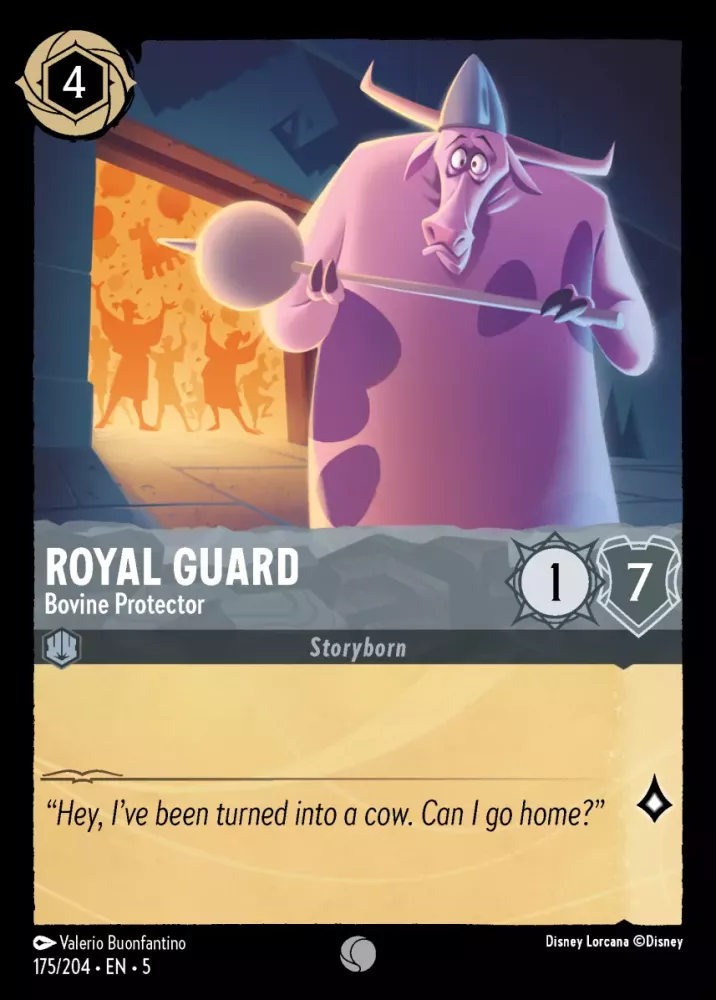 4
ROYAL GUARD
Bovine Protector
1
7
Storyborn
“Hey, I’ve been turned into a cow. Can I go home?”
Valerio Buonfantino
Disney Lorcana ©Disney
175/204 • EN • 5